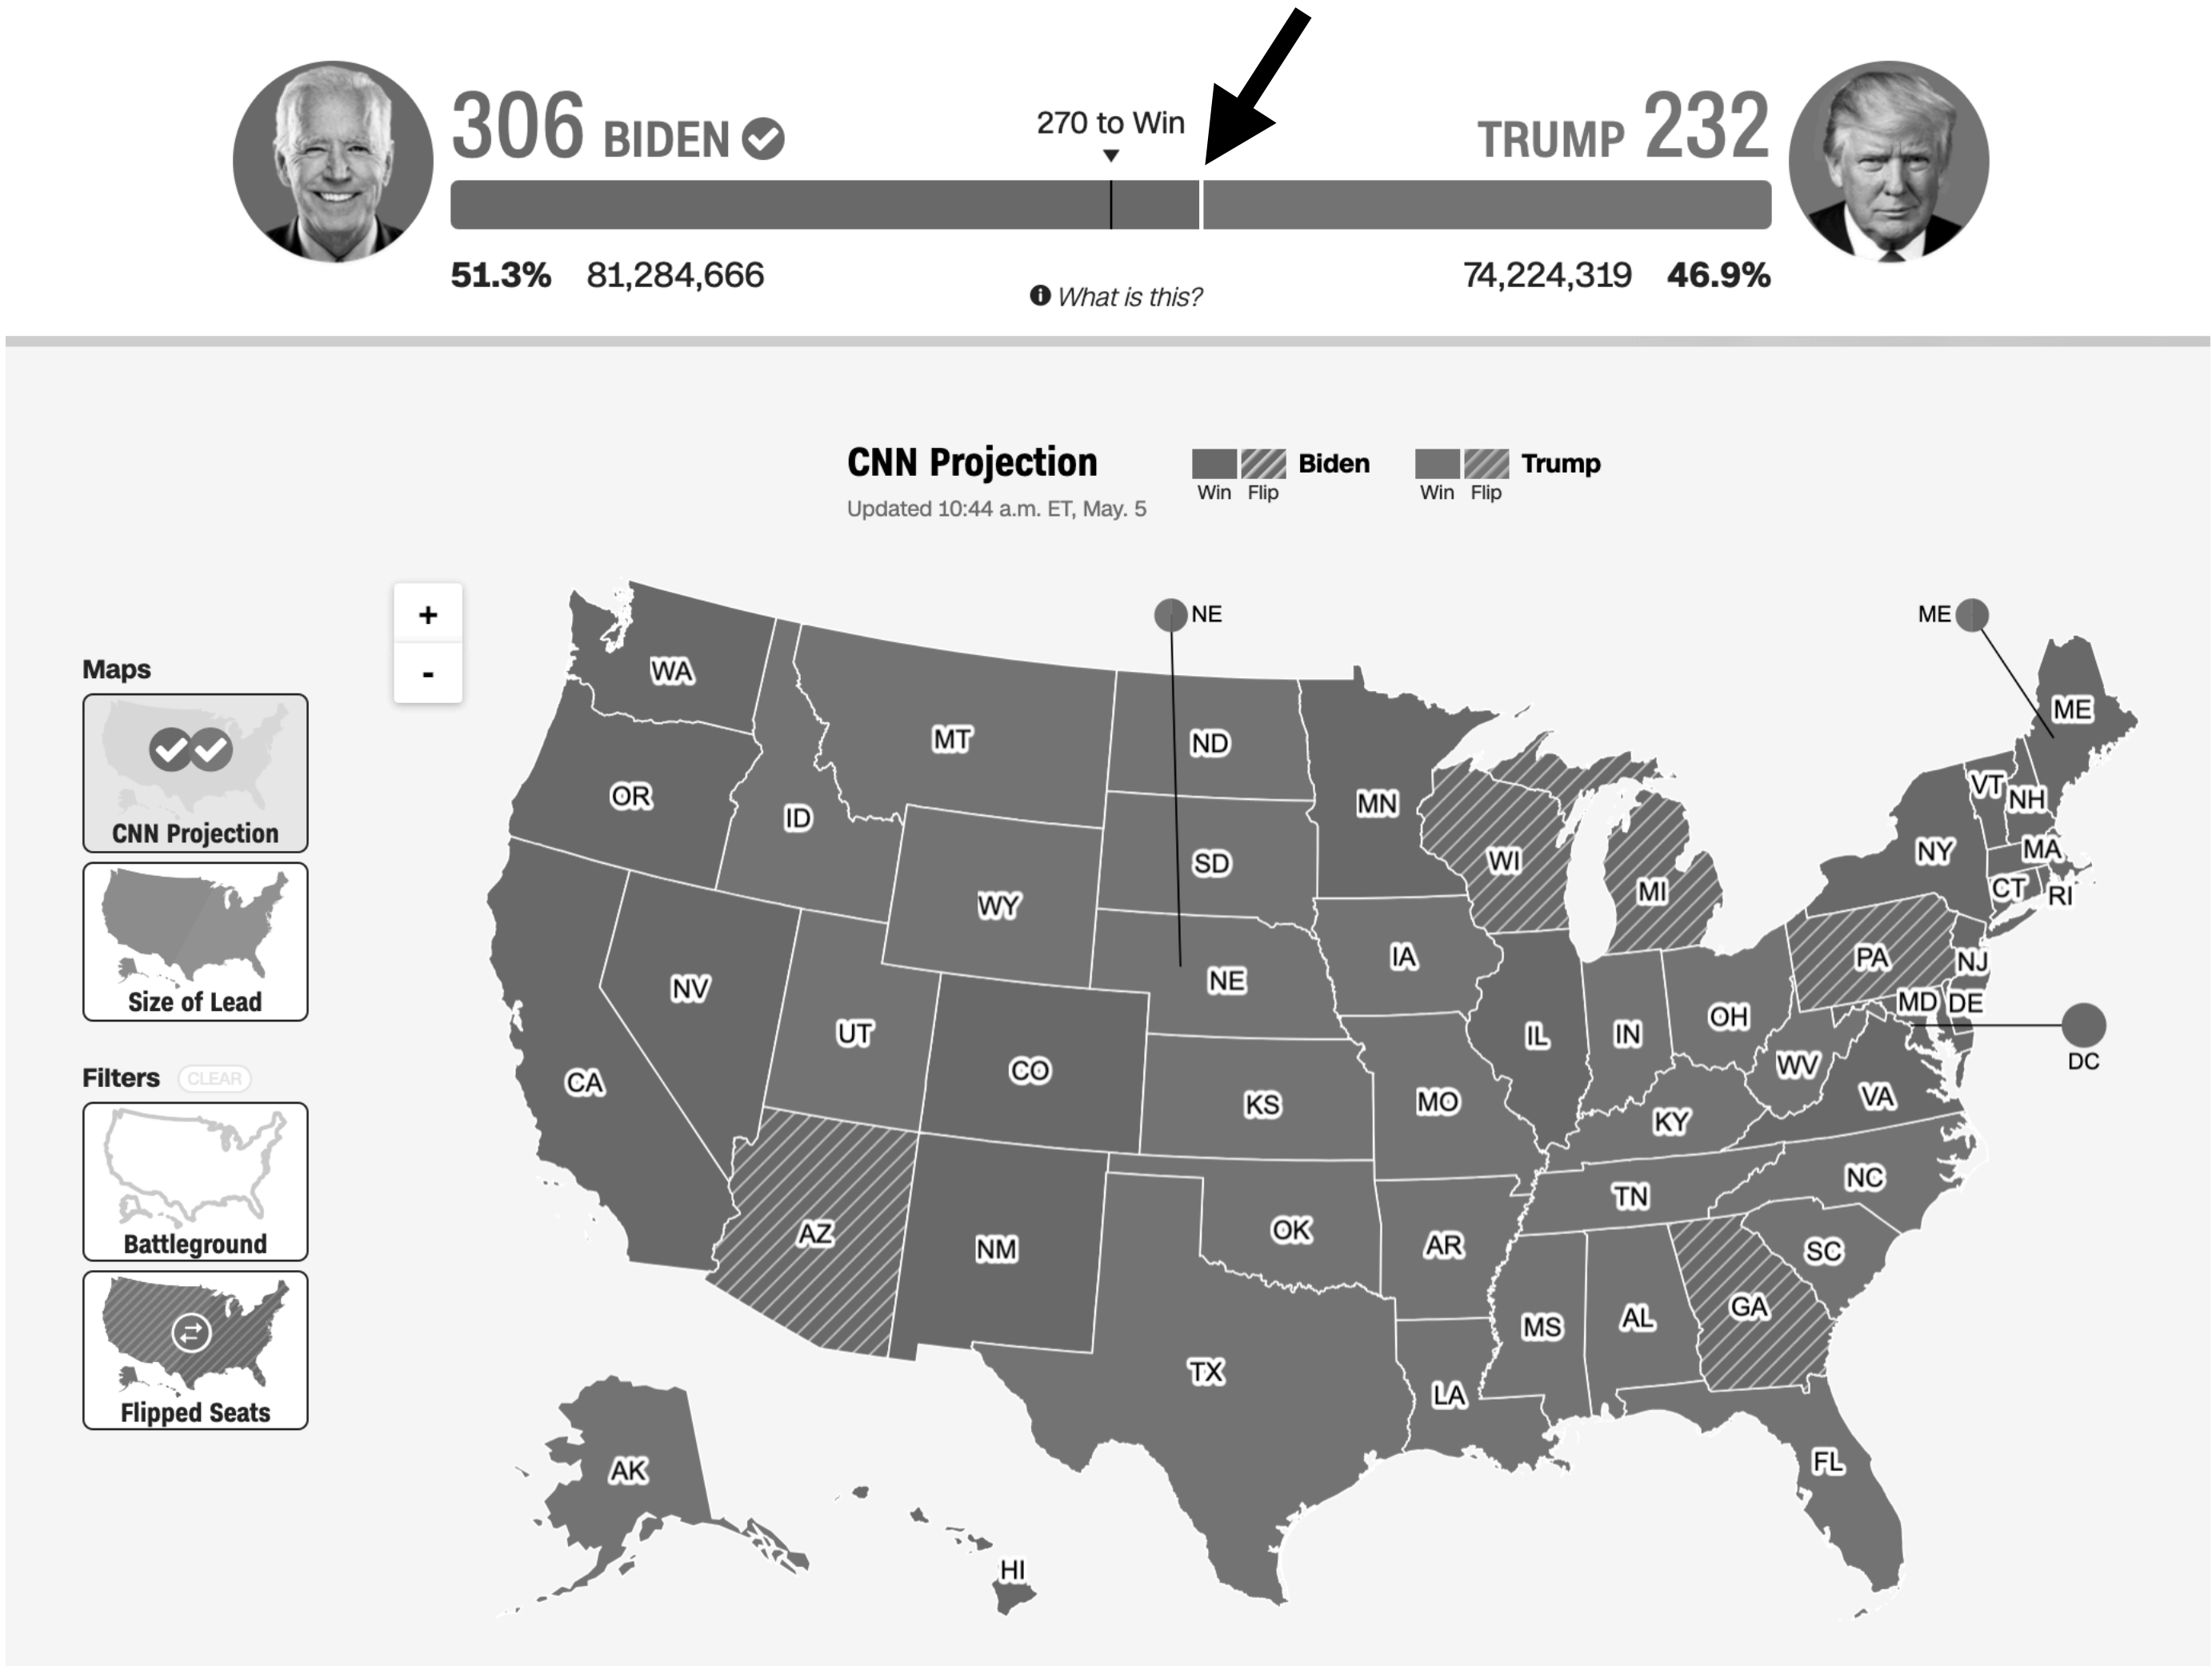 306 BIDEN
270 to Win
TRUMP 232
51.3% 81,284,666
What is this?
74,224,319 46.9%
CNN Projection
Updated 10:44 a.m. ET, May. 5
Win Flip Biden
Win Flip Trump
+
-
Maps
CNN Projection
Size of Lead
Filters CLEAR
Battleground
Flipped Seats
NE
ME
WA
MT
ND
ME
OR
ID
MN
VT
NH
SD
WI
MI
NY
MA
WY
CT
RI
NV
NE
IA
PA
NJ
UT
IL
IN
OH
MD
DE
CA
CO
KS
MO
WV
VA
DC
KY
AZ
NM
OK
AR
TN
NC
SC
TX
LA
MS
AL
GA
AK
HI
FL